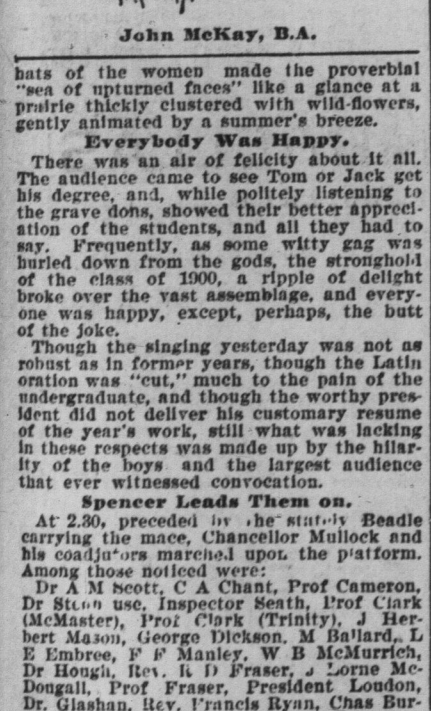 John McKay, B.A.
hats of the women made the proverbial
"sea of upturned faces" like a glance at a
prairie thickly clustered with wild-flowers,
gently animated by a summer's breeze.
Everybody Was Happy.
There was an air of felicity about it all.
The audience came to see Tom or Jack get
his degree, and, while politely listening to
the grave dons, showed their better appreci-
ation of the students, and all they had to
say. Frequently, as some witty gag was
hurled down from the gods, the stronghold
of the class of 1900, a ripple of delight
broke over the vast assemblage, and every-
one was happy, except, perhaps, the butt
of the joke.
Though the singing yesterday was not as
robust as in former years, though the Latin
oration was "cut," much to the pain of the
undergraduate, and though the worthy pres-
ident did not deliver his customary resume
of the year's work, still what was lacking
in these respects was made up by the hilar-
ity of the boys and the largest audience
that ever witnessed convocation.
Spencer Leads Them on.
At 2.30, preceded by the stately Beadle
carrying the mace, Chancellor Mullock and
his coadjutors marched upon the platform.
Among those noticed were:
Dr A M Scott, C A Chant, Prof Cameron,
Dr Inspector Seath, Prof Clark
(McMaster), Prof Clark (Trinity), J Her-
bert Mason, George Dickson, M Ballard, L
E Embree, F F Manley, W B McMurrich,
Dr Hough, Rev. R D Fraser, J Lorne Mc-
Dougall, Prof Fraser, President Loudon,
Dr. Glashan, Rev. Francis Ryan, Chas Bur-